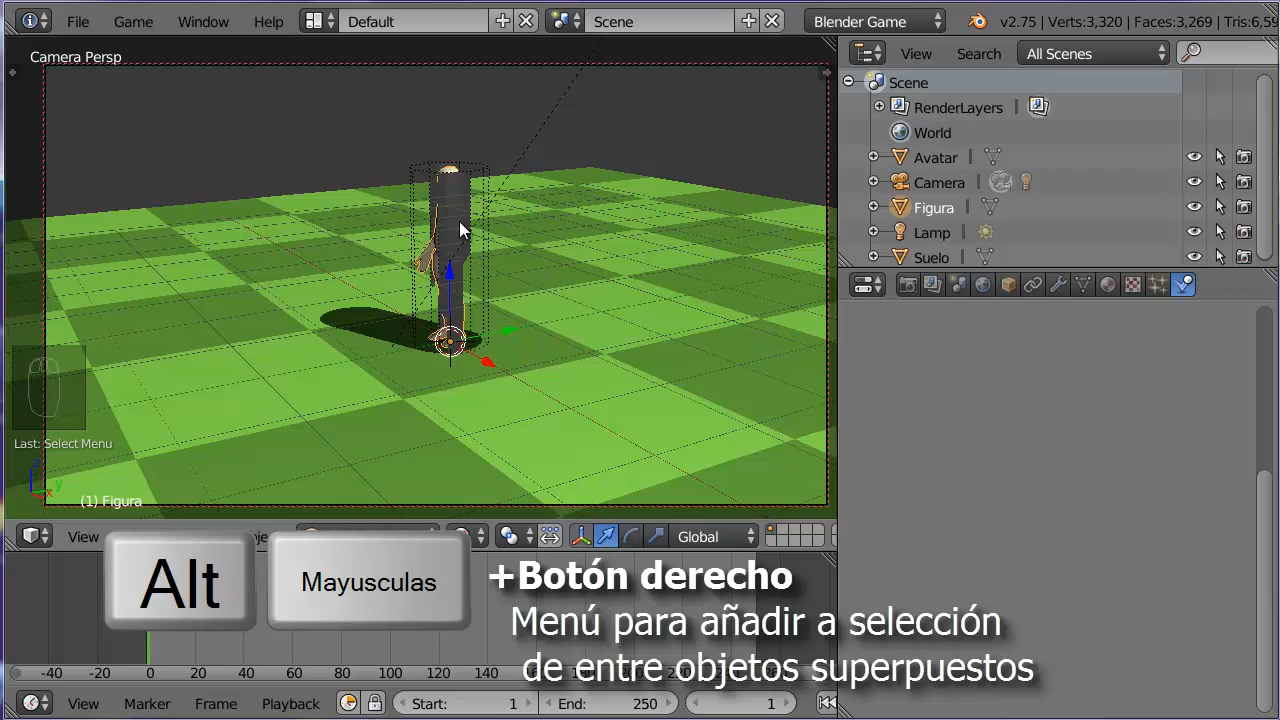 File Game Window Help Default Scene Blender Game v2.75 | Verts:3,320 | Faces:3,269 | Tris:6,59
Camera Persp
View Search All Scenes
Scene
RenderLayers
World
Avatar
Camera
Figura
Lamp
Suelo
Last: Select Menu
z
y
x
(1) Figura
View Global
Alt
Mayusculas
+Botón derecho
Menú para añadir a selección
de entre objetos superpuestos
-40 -20 0 20 40 60 80 100 120 140
View Marker Frame Playback Start: 1 End: 250 1